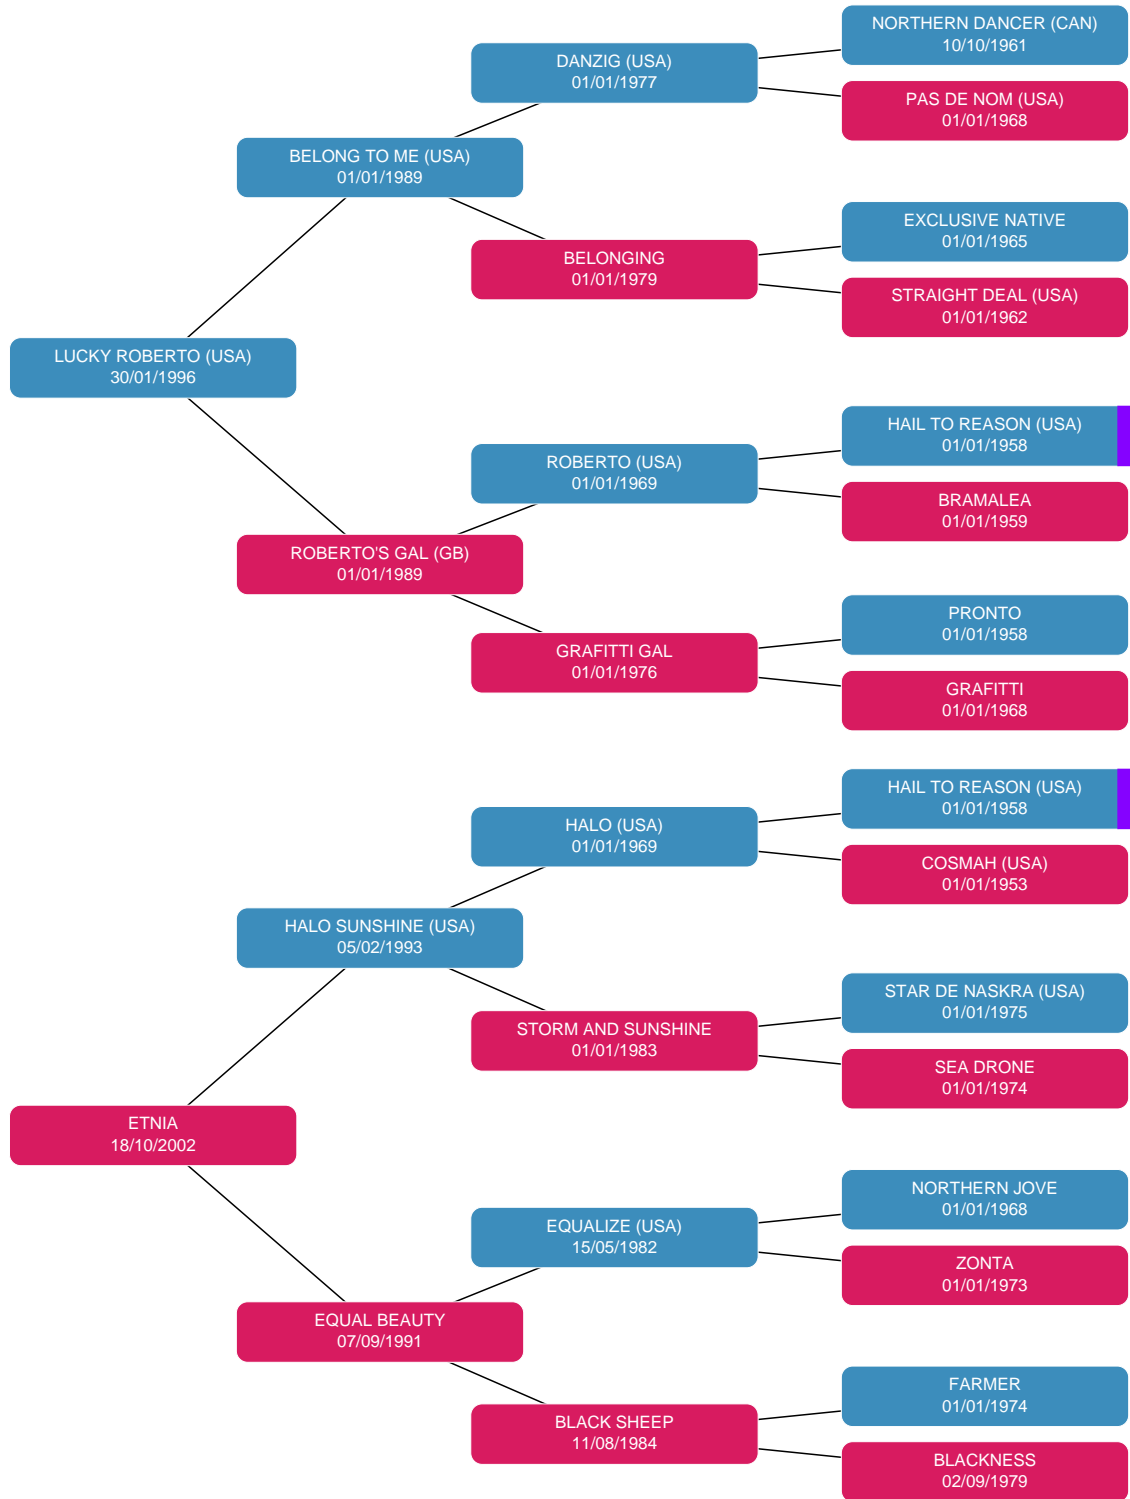 NORTHERN DANCER (CAN)
10/10/1961
DANZIG (USA)
01/01/1977
PAS DE NOM (USA)
01/01/1968
BELONG TO ME (USA)
01/01/1989
EXCLUSIVE NATIVE
01/01/1965
BELONGING
01/01/1979
STRAIGHT DEAL (USA)
01/01/1962
LUCKY ROBERTO (USA)
30/01/1996
HAIL TO REASON (USA)
01/01/1958
ROBERTO (USA)
01/01/1969
BRAMALEA
01/01/1959
ROBERTO'S GAL (GB)
01/01/1989
PRONTO
01/01/1958
GRAFITTI GAL
01/01/1976
GRAFITTI
01/01/1968
HAIL TO REASON (USA)
01/01/1958
HALO (USA)
01/01/1969
COSMAH (USA)
01/01/1953
HALO SUNSHINE (USA)
05/02/1993
STAR DE NASKRA (USA)
01/01/1975
STORM AND SUNSHINE
01/01/1983
SEA DRONE
01/01/1974
ETNIA
18/10/2002
NORTHERN JOVE
01/01/1968
EQUALIZE (USA)
15/05/1982
ZONTA
01/01/1973
EQUAL BEAUTY
07/09/1991
FARMER
01/01/1974
BLACK SHEEP
11/08/1984
BLACKNESS
02/09/1979